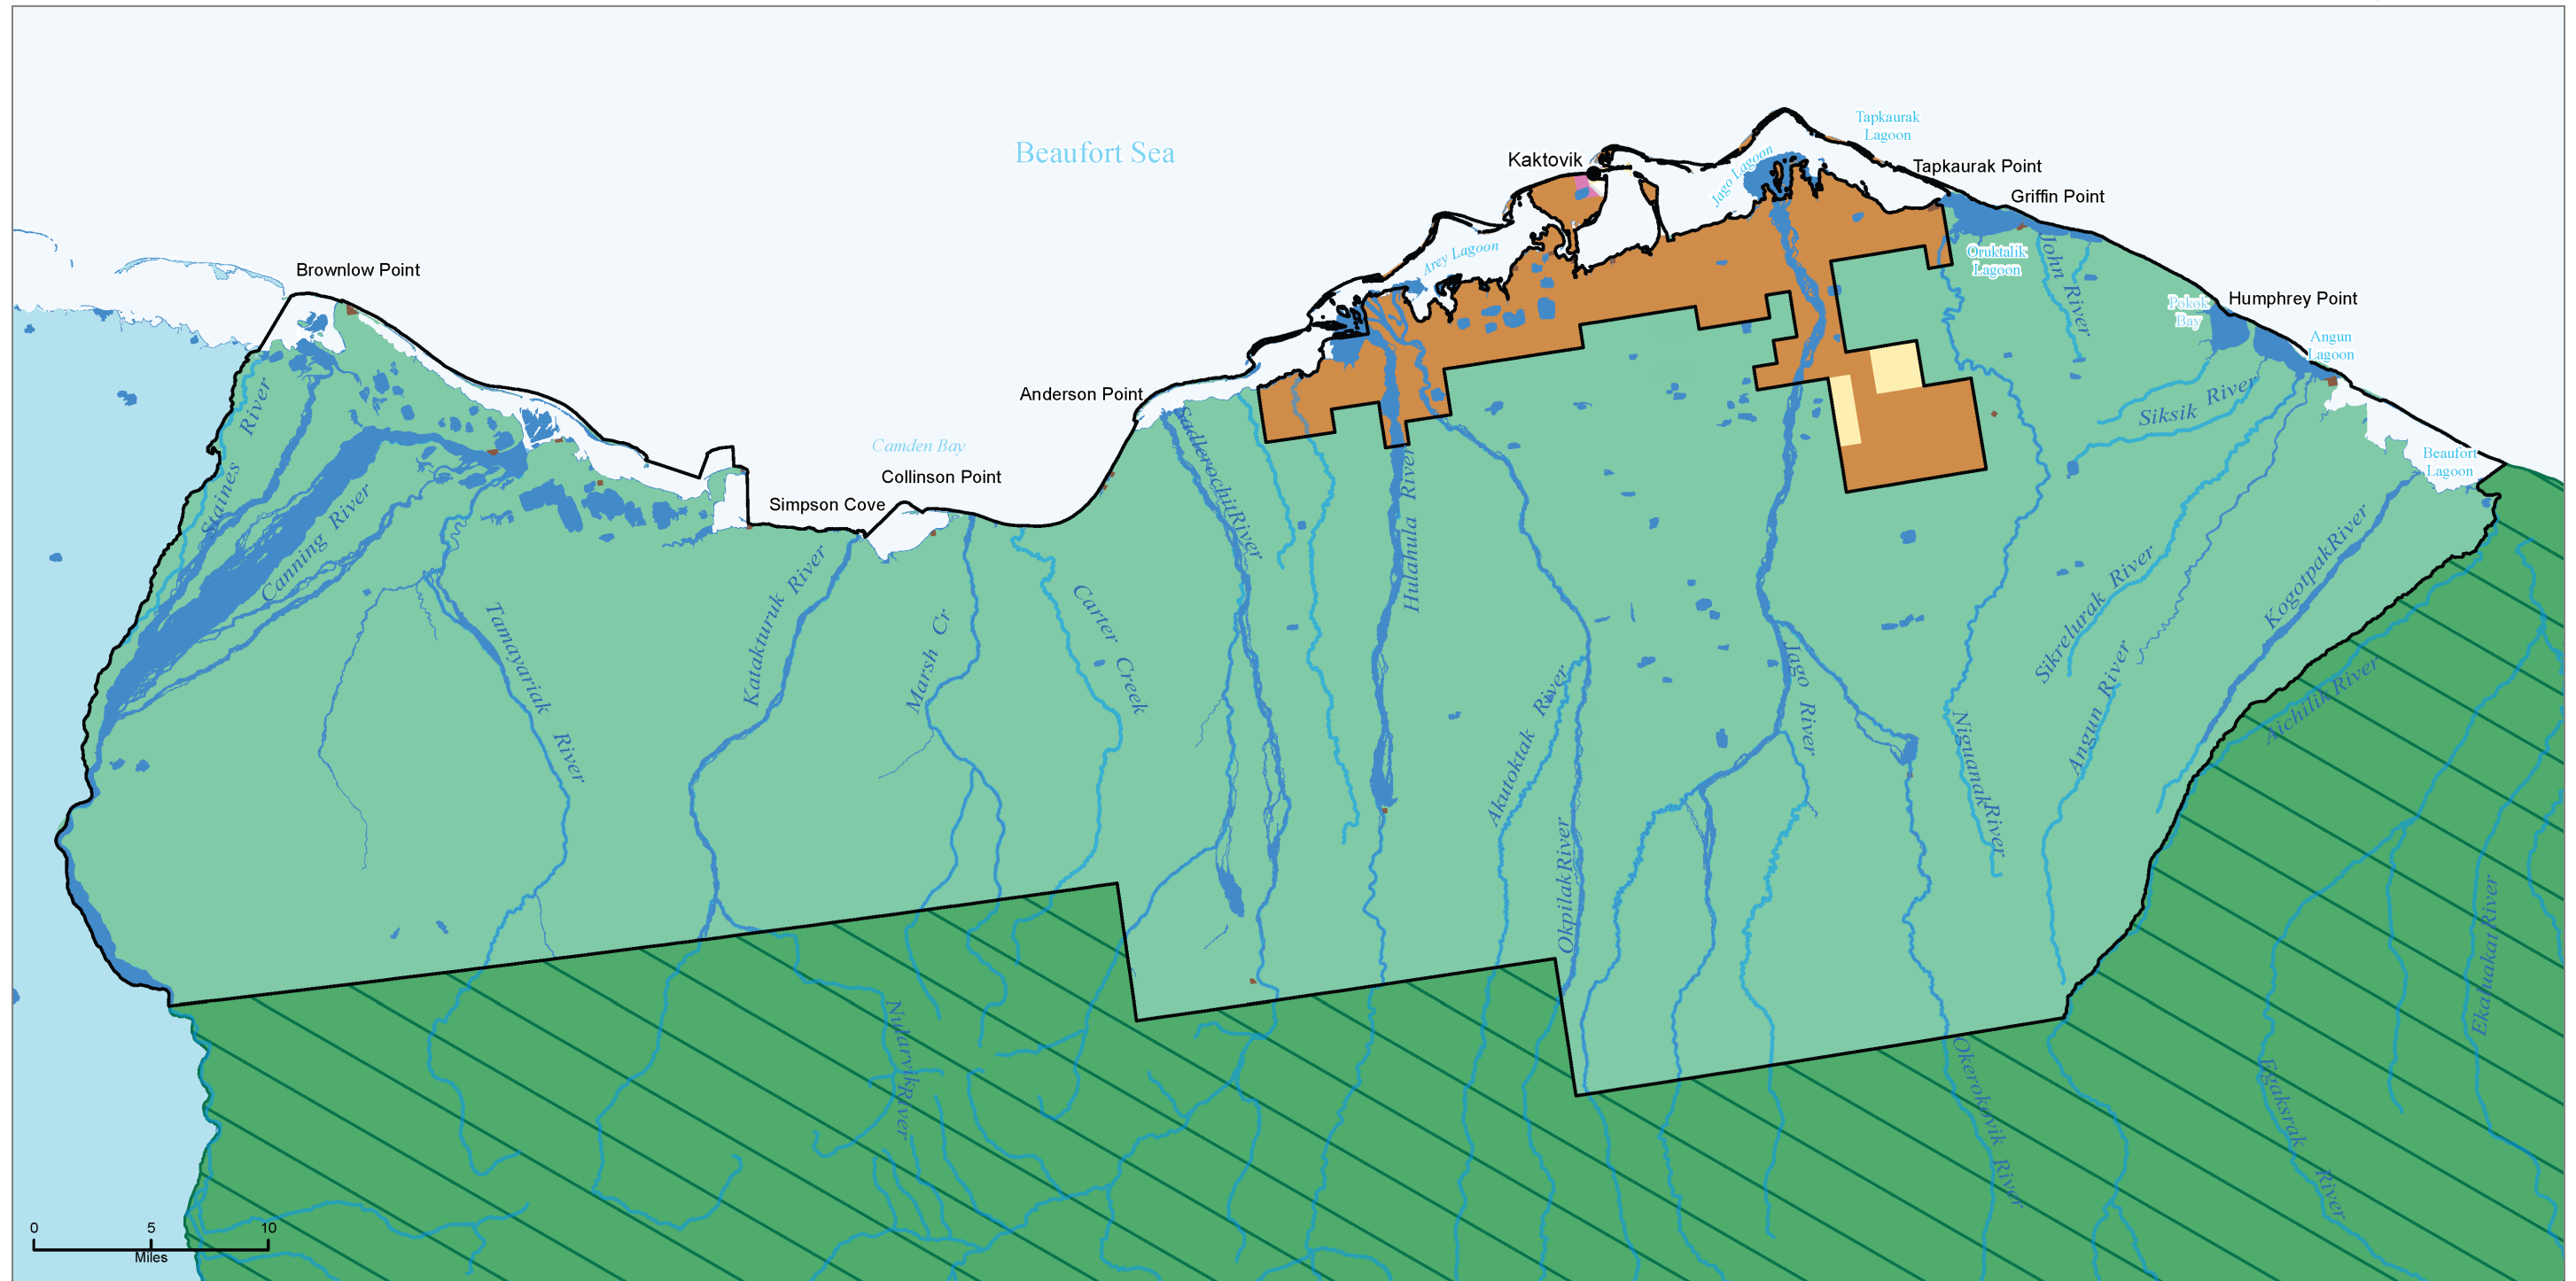 Beaufort Sea
Tapkaurak
Lagoon
Kaktovik
Jago Lagoon
Tapkaurak Point
Griffin Point
Arey Lagoon
Oruktalik
Lagoon
John River
Brownlow Point
Pokok
Bay
Humphrey Point
Angun
Lagoon
Anderson Point
Siksik River
Camden Bay
Collinson Point
Simpson Cove
Beaufort
Lagoon
Staines River
Canning River
Sadlerochit River
Hulahula River
Tamayariak River
Katakturuk River
Marsh Cr
Carter Creek
Akutoktak River
Okpilak River
Jago River
Niguanak River
Sikrelurak River
Angun River
Kogotpak River
Aichilik River
Nularvik River
Okerokovik River
Egaksrak River
Ekaluakat River
0 5 10
Miles